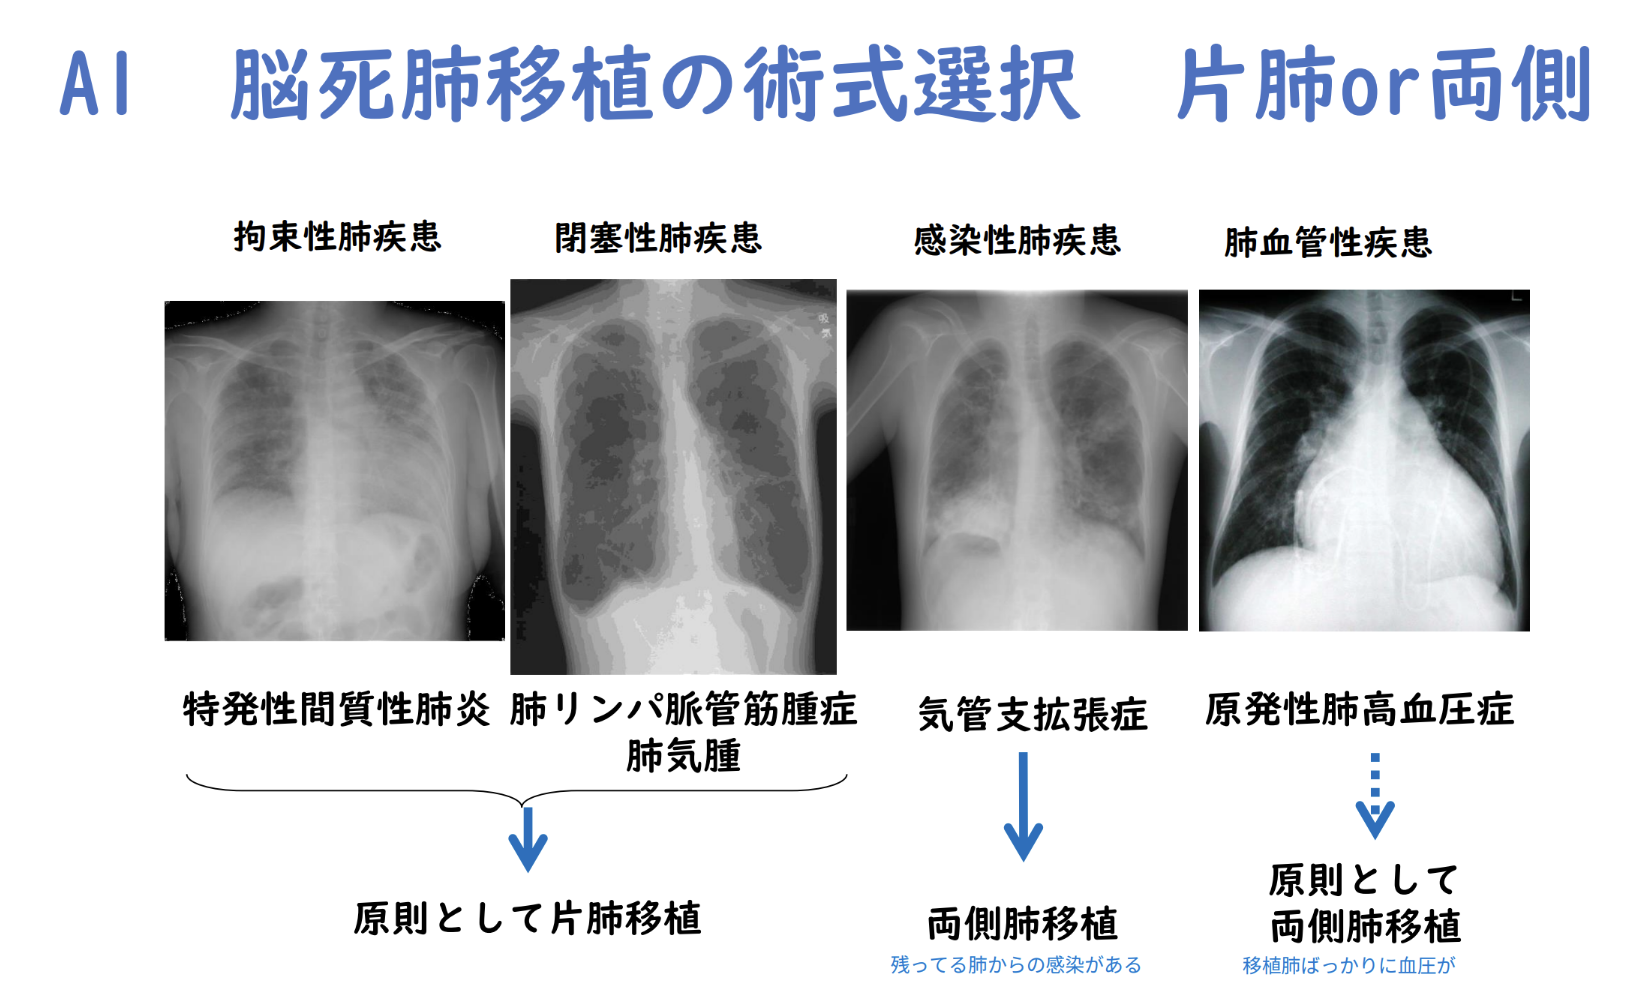 AI 脳死肺移植の術式選択 片肺or両側
拘束性肺疾患
閉塞性肺疾患
感染性肺疾患
肺血管性疾患
吸気
L
特発性間質性肺炎
肺リンパ脈管筋腫症
肺気腫
気管支拡張症
原発性肺高血圧症
原則として片肺移植
両側肺移植
残ってる肺からの感染がある
原則として
両側肺移植
移植肺ばっかりに血圧が